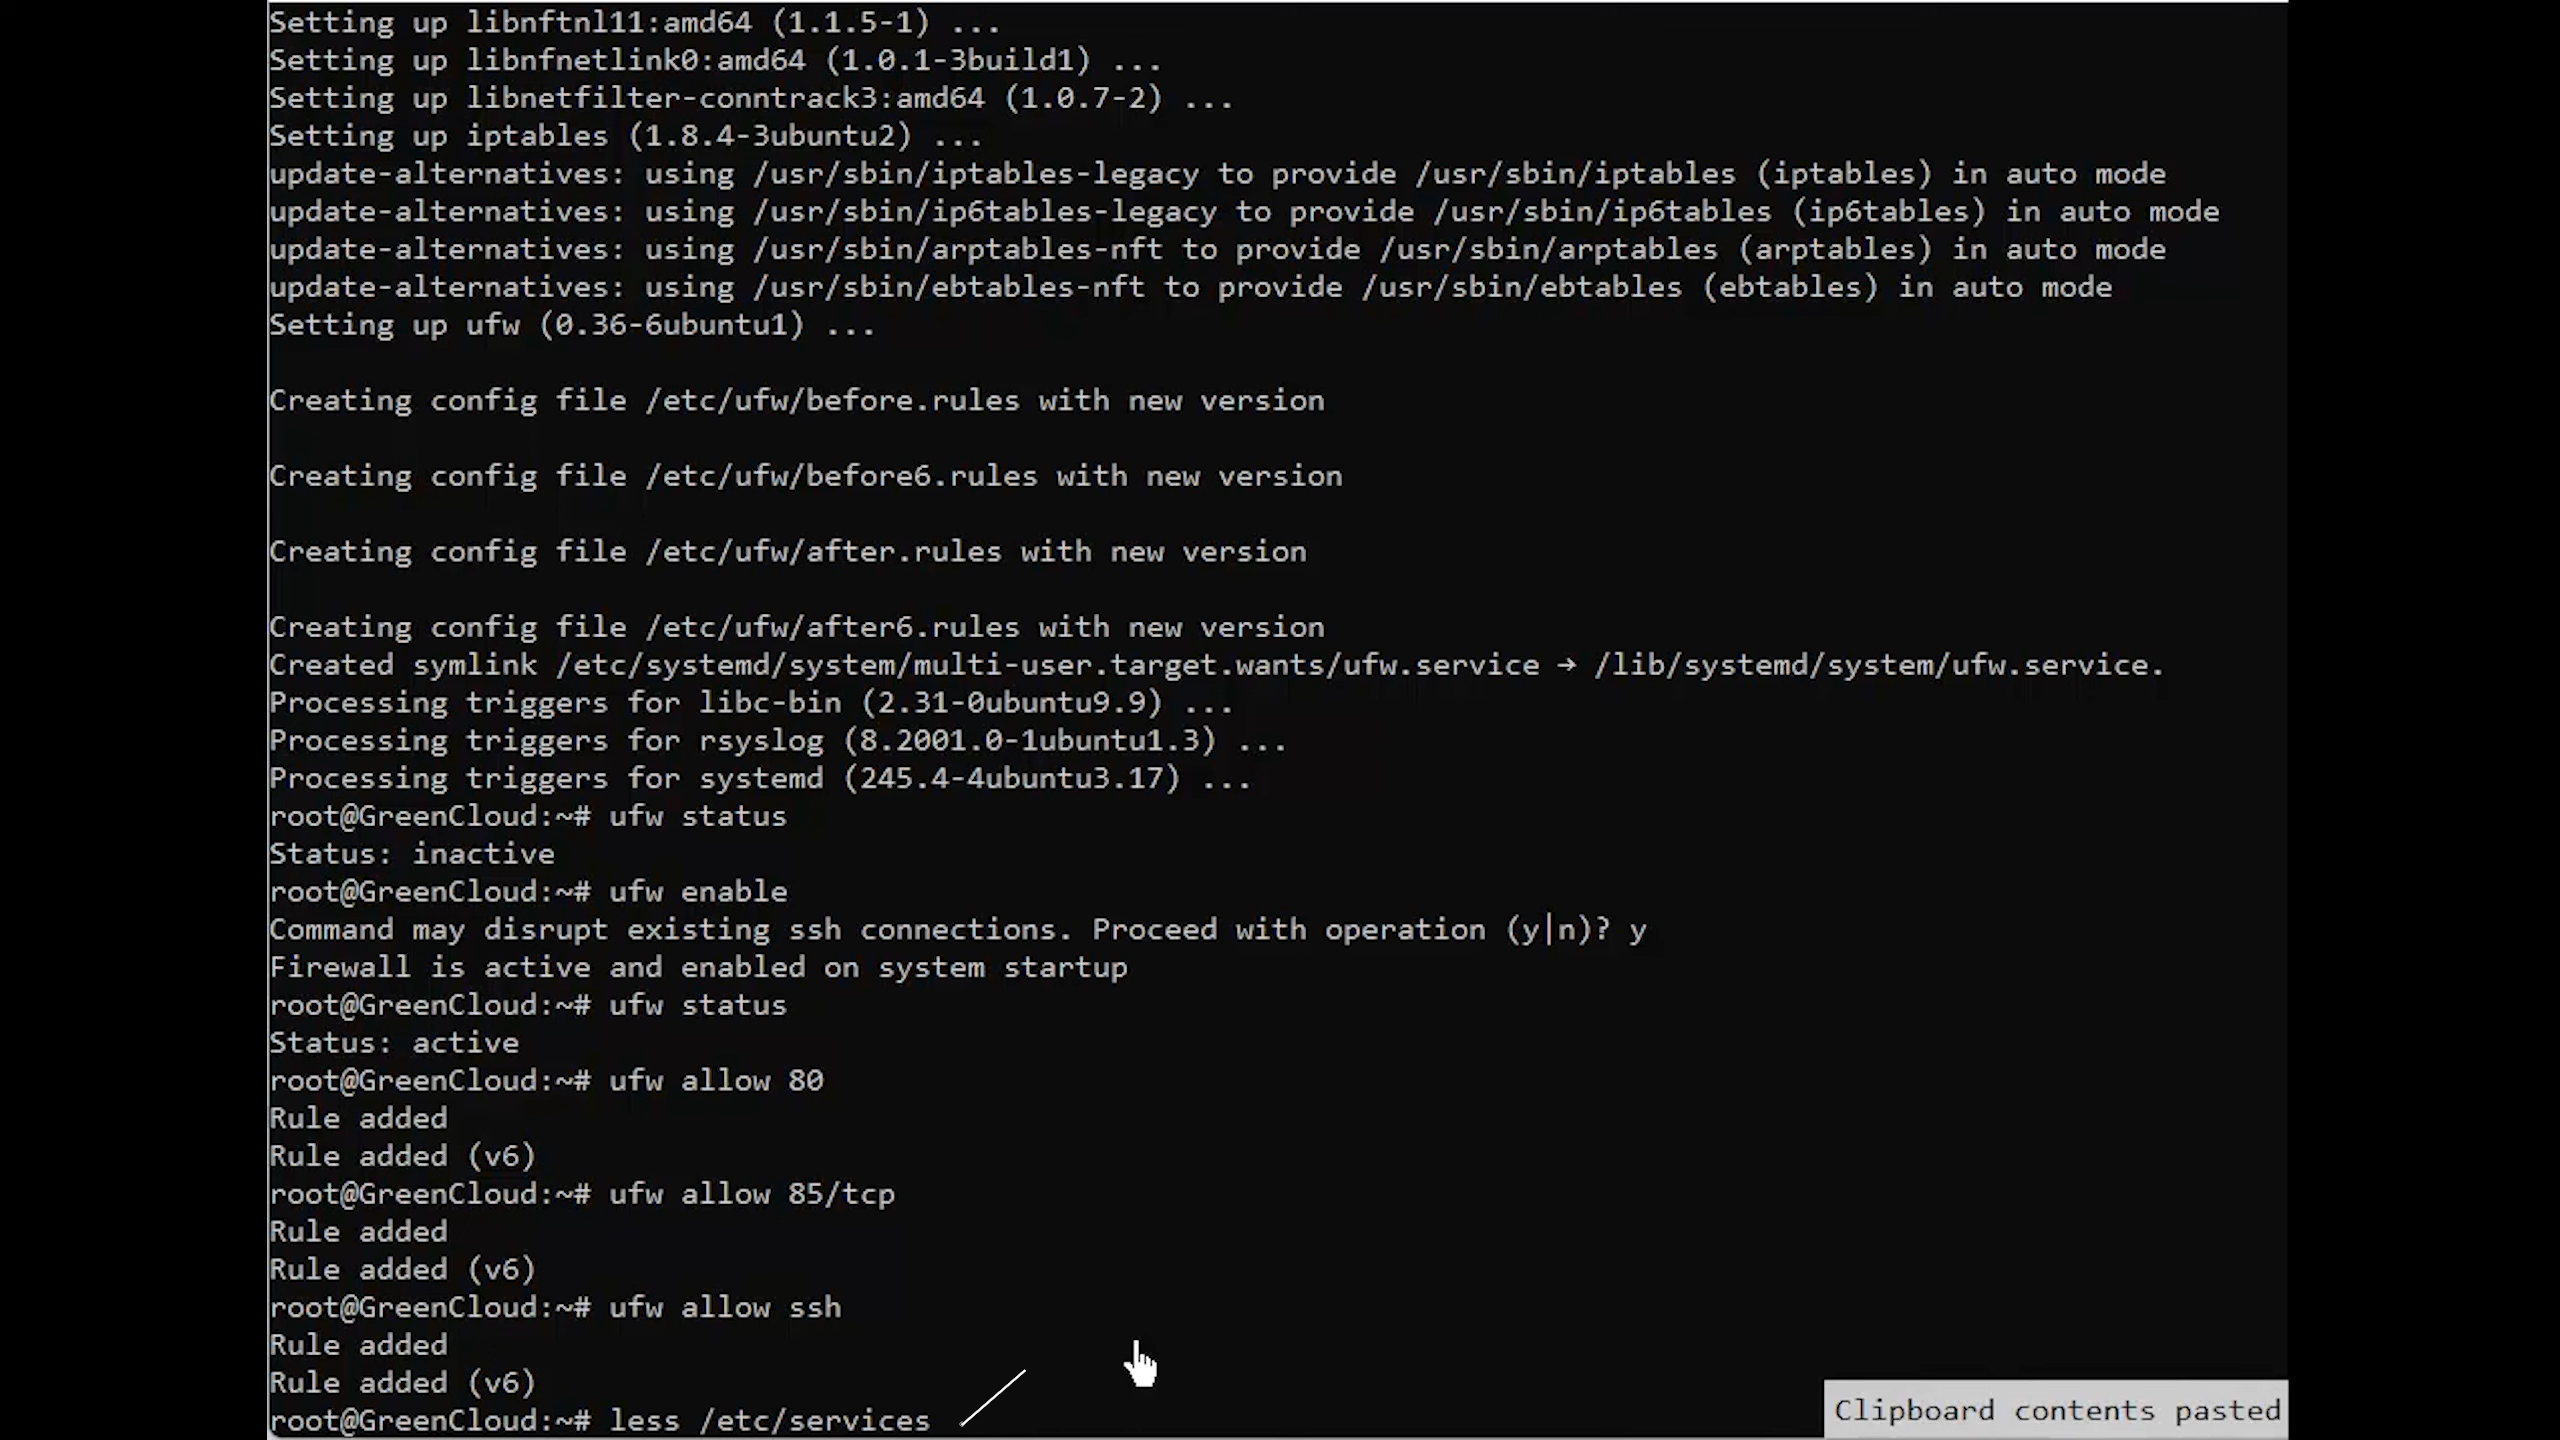 Setting up libnftnl11:amd64 (1.1.5-1) ...
Setting up libnfnetlink0:amd64 (1.0.1-3build1) ...
Setting up libnetfilter-conntrack3:amd64 (1.0.7-2) ...
Setting up iptables (1.8.4-3ubuntu2) ...
update-alternatives: using /usr/sbin/iptables-legacy to provide /usr/sbin/iptables (iptables) in auto mode
update-alternatives: using /usr/sbin/ip6tables-legacy to provide /usr/sbin/ip6tables (ip6tables) in auto mode
update-alternatives: using /usr/sbin/arptables-nft to provide /usr/sbin/arptables (arptables) in auto mode
update-alternatives: using /usr/sbin/ebtables-nft to provide /usr/sbin/ebtables (ebtables) in auto mode
Setting up ufw (0.36-6ubuntu1) ...
Creating config file /etc/ufw/before.rules with new version
Creating config file /etc/ufw/before6.rules with new version
Creating config file /etc/ufw/after.rules with new version
Creating config file /etc/ufw/after6.rules with new version
Created symlink /etc/systemd/system/multi-user.target.wants/ufw.service → /lib/systemd/system/ufw.service.
Processing triggers for libc-bin (2.31-0ubuntu9.9) ...
Processing triggers for rsyslog (8.2001.0-1ubuntu1.3) ...
Processing triggers for systemd (245.4-4ubuntu3.17) ...
root@GreenCloud:~# ufw status
Status: inactive
root@GreenCloud:~# ufw enable
Command may disrupt existing ssh connections. Proceed with operation (y|n)? y
Firewall is active and enabled on system startup
root@GreenCloud:~# ufw status
Status: active
root@GreenCloud:~# ufw allow 80
Rule added
Rule added (v6)
root@GreenCloud:~# ufw allow 85/tcp
Rule added
Rule added (v6)
root@GreenCloud:~# ufw allow ssh
Rule added
Rule added (v6)
root@GreenCloud:~# less /etc/services
Clipboard contents pasted